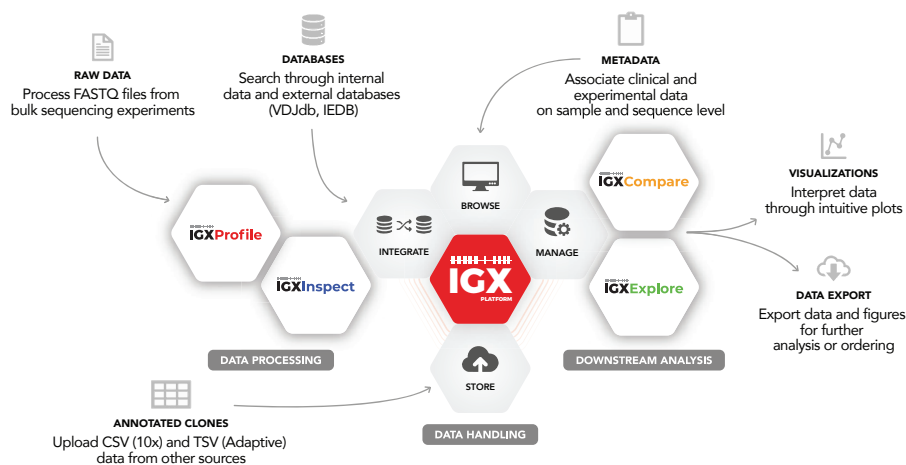 RAW DATA
Process FASTQ files from
bulk sequencing experiments
DATABASES
Search through internal
data and external databases
(VDJdb, IEDB)
METADATA
Associate clinical and
experimental data
on sample and sequence level
VISUALIZATIONS
Interpret data
through intuitive plots
IGXProfile
IGXInspect
INTEGRATE
BROWSE
MANAGE
IGX
PLATFORM
IGXCompare
IGXExplore
DATA EXPORT
Export data and figures
for further
analysis or ordering
DATA PROCESSING
DOWNSTREAM ANALYSIS
STORE
ANNOTATED CLONES
Upload CSV (10x) and TSV (Adaptive)
data from other sources
DATA HANDLING